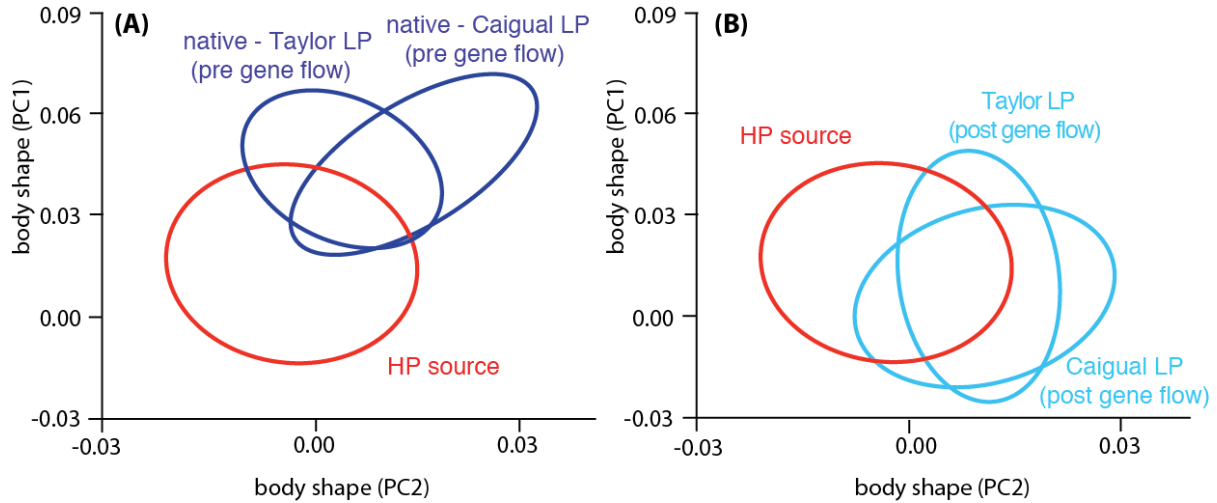 (A)
native - Taylor LP
(pre gene flow)
native - Caigual LP
(pre gene flow)
HP source
body shape (PC1)
0.09
0.06
0.03
0.00
-0.03
-0.03
0.00
0.03
body shape (PC2)
(B)
HP source
Taylor LP
(post gene flow)
Caigual LP
(post gene flow)
body shape (PC1)
0.09
0.06
0.03
0.00
-0.03
-0.03
0.00
0.03
body shape (PC2)